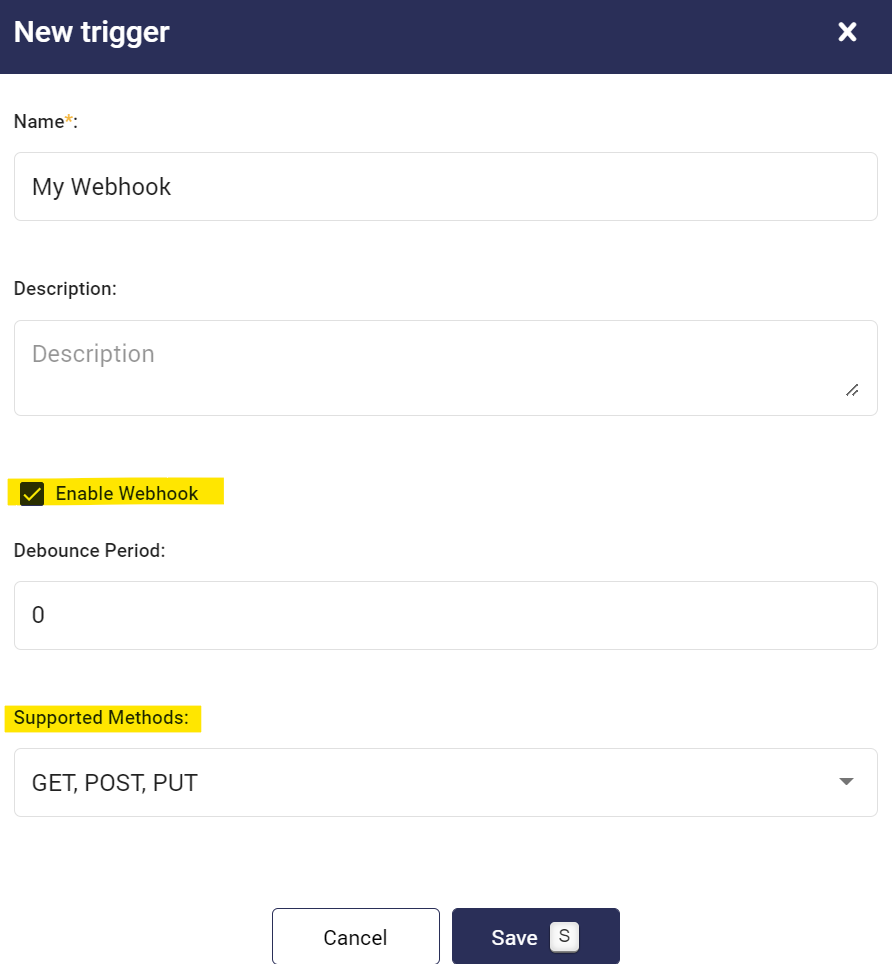 New trigger
Name*:
My Webhook
Description:
Description
Enable Webhook
Debounce Period:
0
Supported Methods:
GET, POST, PUT
Cancel
Save S